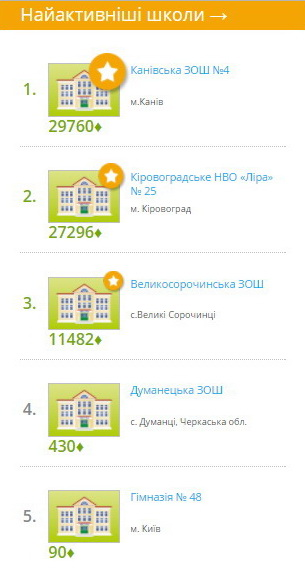 Найактивніші школи →
1.
Канівська ЗОШ №4
м.Канів
29760♦
2.
Кіровоградське НВО «Ліра»
№ 25
м. Кіровоград
27296♦
3.
Великосорочинська ЗОШ
с.Великі Сорочинці
11482♦
4.
Думанецька ЗОШ
с. Думанці, Черкаська обл.
430♦
5.
Гімназія № 48
м. Київ
90♦